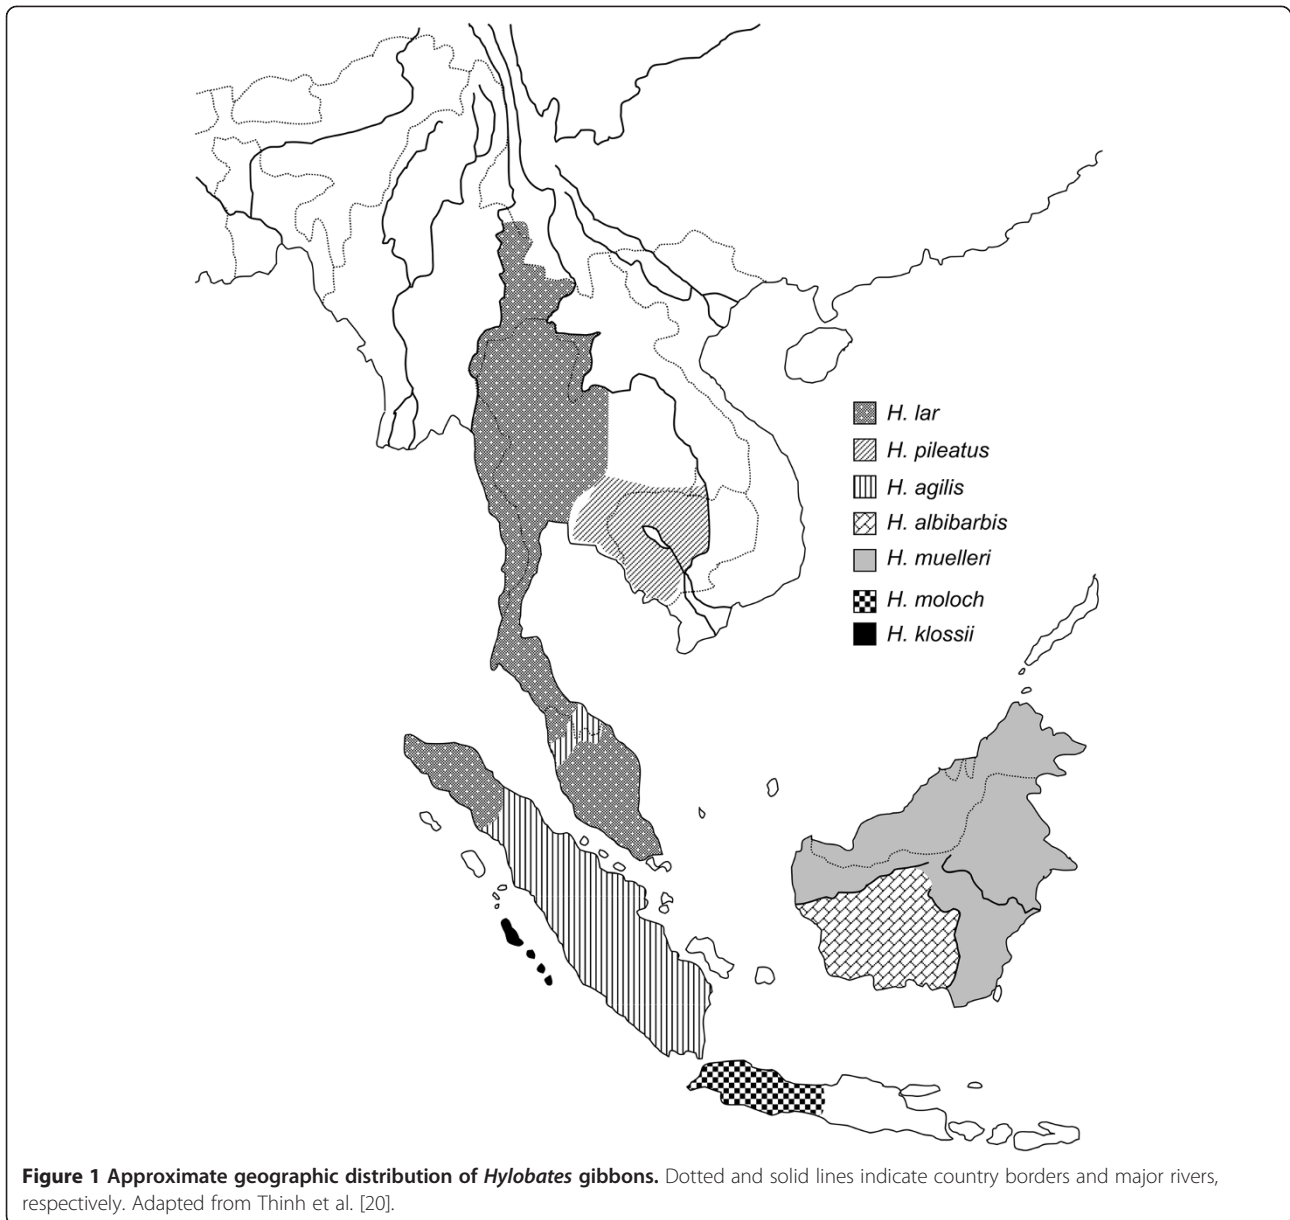 H. lar
H. pileatus
H. agilis
H. albibarbis
H. muelleri
H. moloch
H. klossii
Figure 1 Approximate geographic distribution of Hylobates gibbons. Dotted and solid lines indicate country borders and major rivers,
respectively. Adapted from Thinh et al. [20].